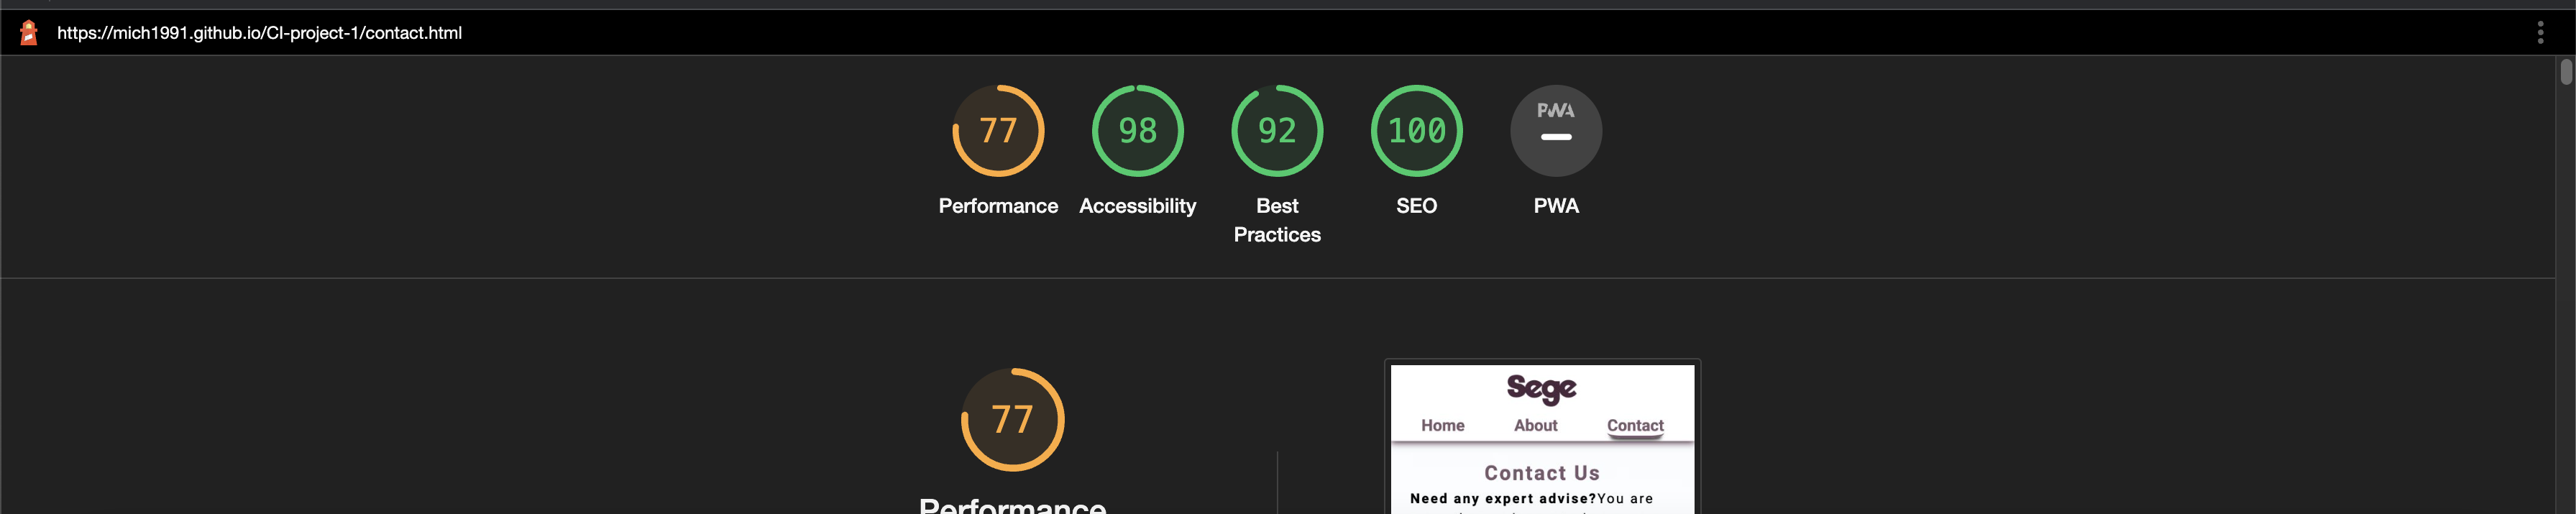 https://mich1991.github.io/CI-project-1/contact.html
77
98
92
100
PWA
Performance
Accessibility
Best
Practices
SEO
PWA
77
Performance
Sege
Home
About
Contact
Contact Us
Need any expert advise?You are